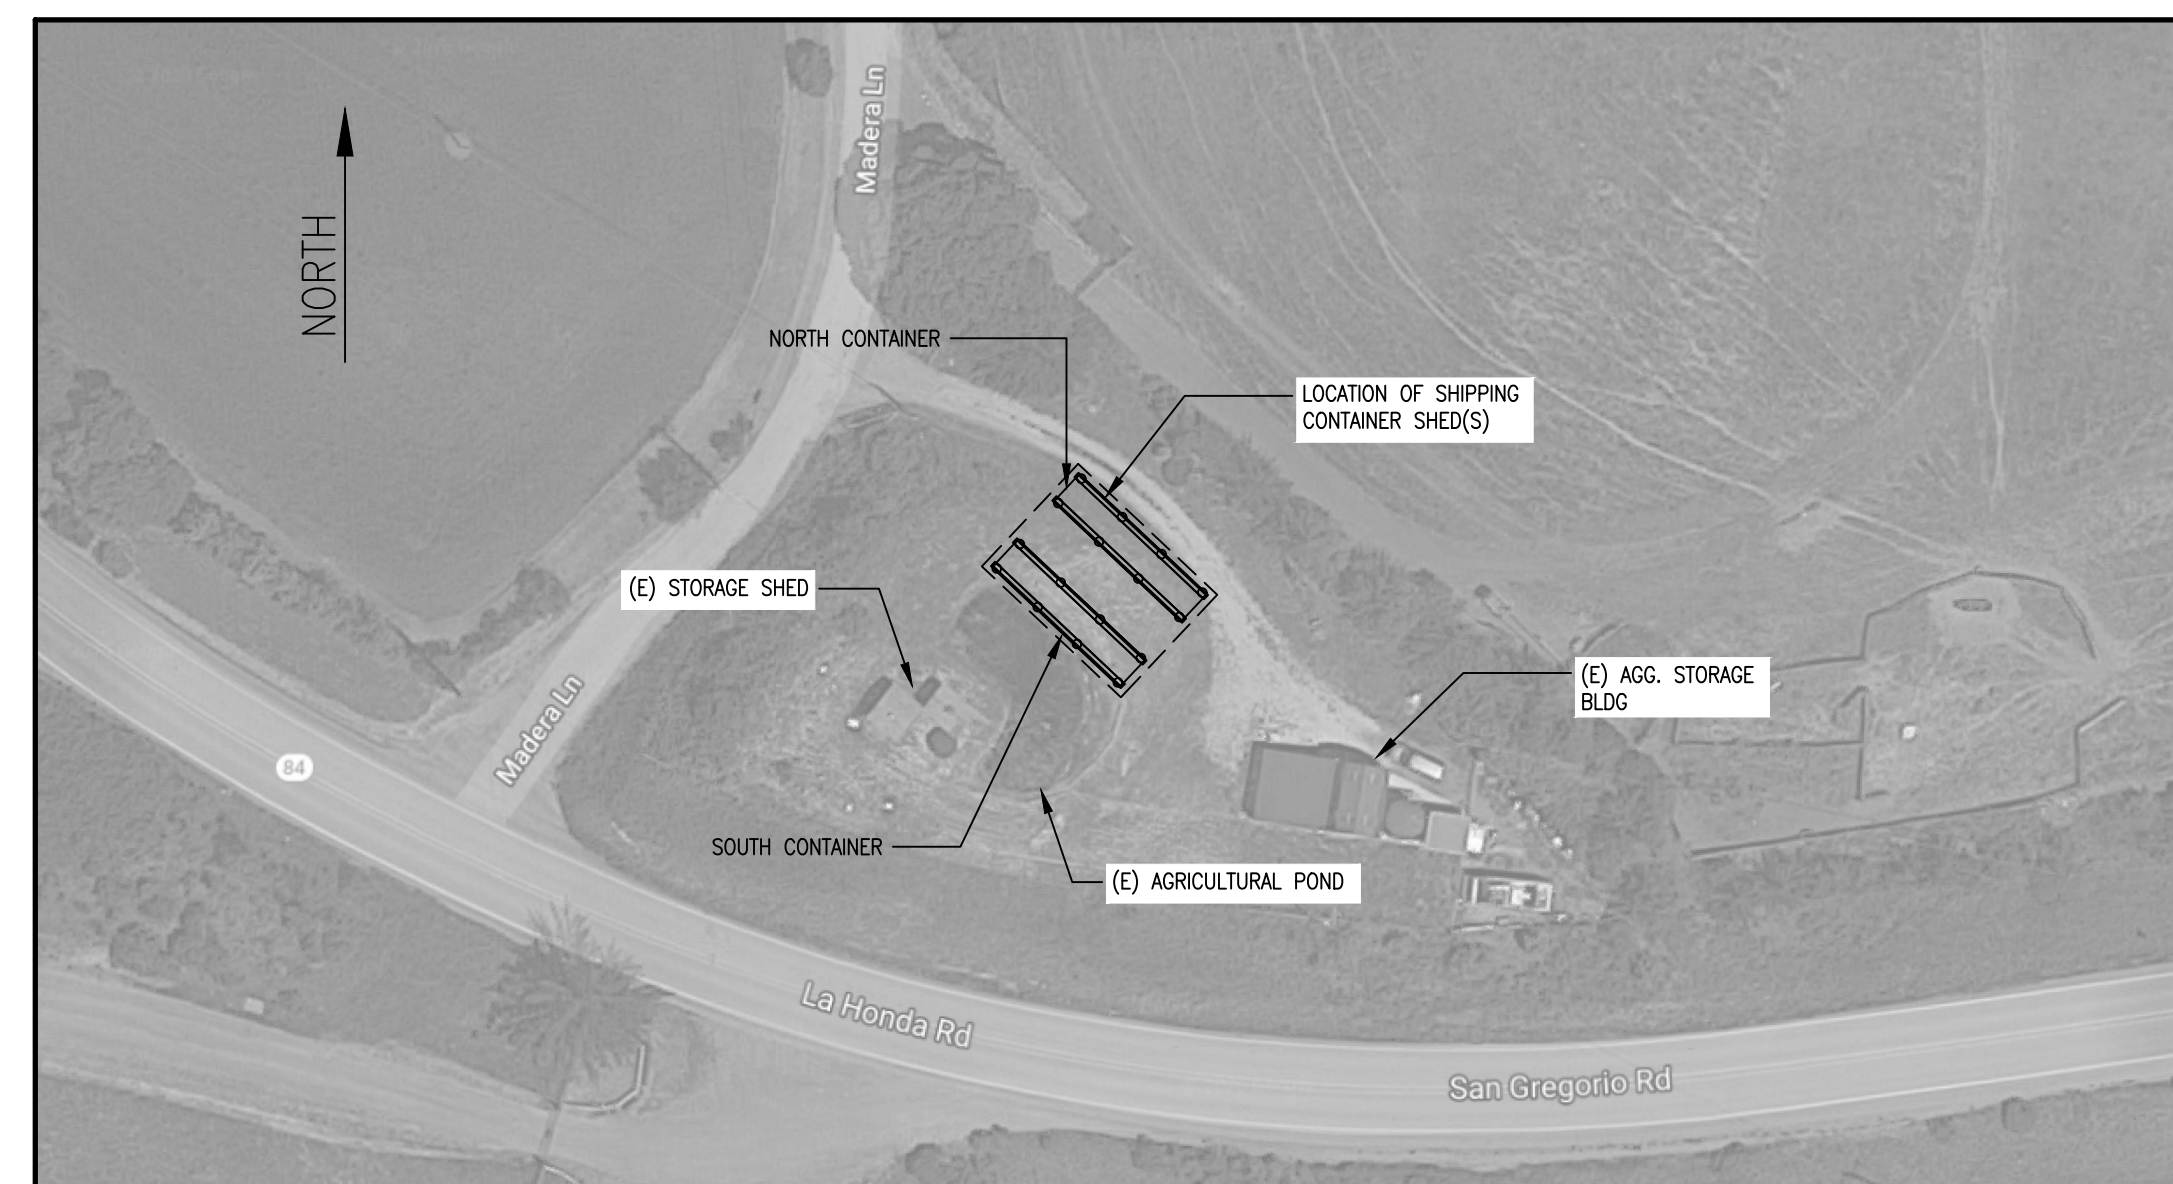 Madera Ln
NORTH
NORTH CONTAINER
LOCATION OF SHIPPING
CONTAINER SHED(S)
(E) STORAGE SHED
(E) AGG. STORAGE
BLDG
Madera Ln
84
SOUTH CONTAINER
(E) AGRICULTURAL POND
La Honda Rd
San Gregorio Rd